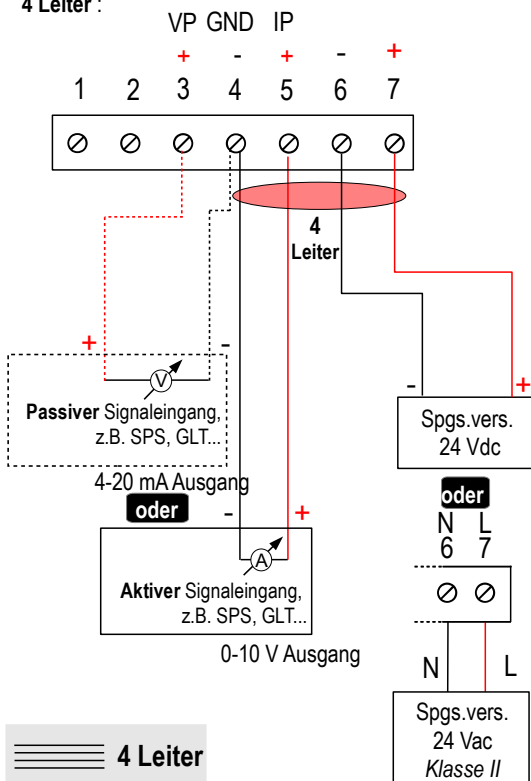 4 Leiter :
VP GND IP
+ - + - +
1 2 3 4 5 6 7
4
Leiter
+ -
V
Passiver Signaleingang,
z.B. SPS, GLT...
- +
Spgs.vers.
24 Vdc
4-20 mA Ausgang
oder
- +
A
Aktiver Signaleingang,
z.B. SPS, GLT...
0-10 V Ausgang
oder
N L
6 7
N L
Spgs.vers.
24 Vac
Klasse II
4 Leiter